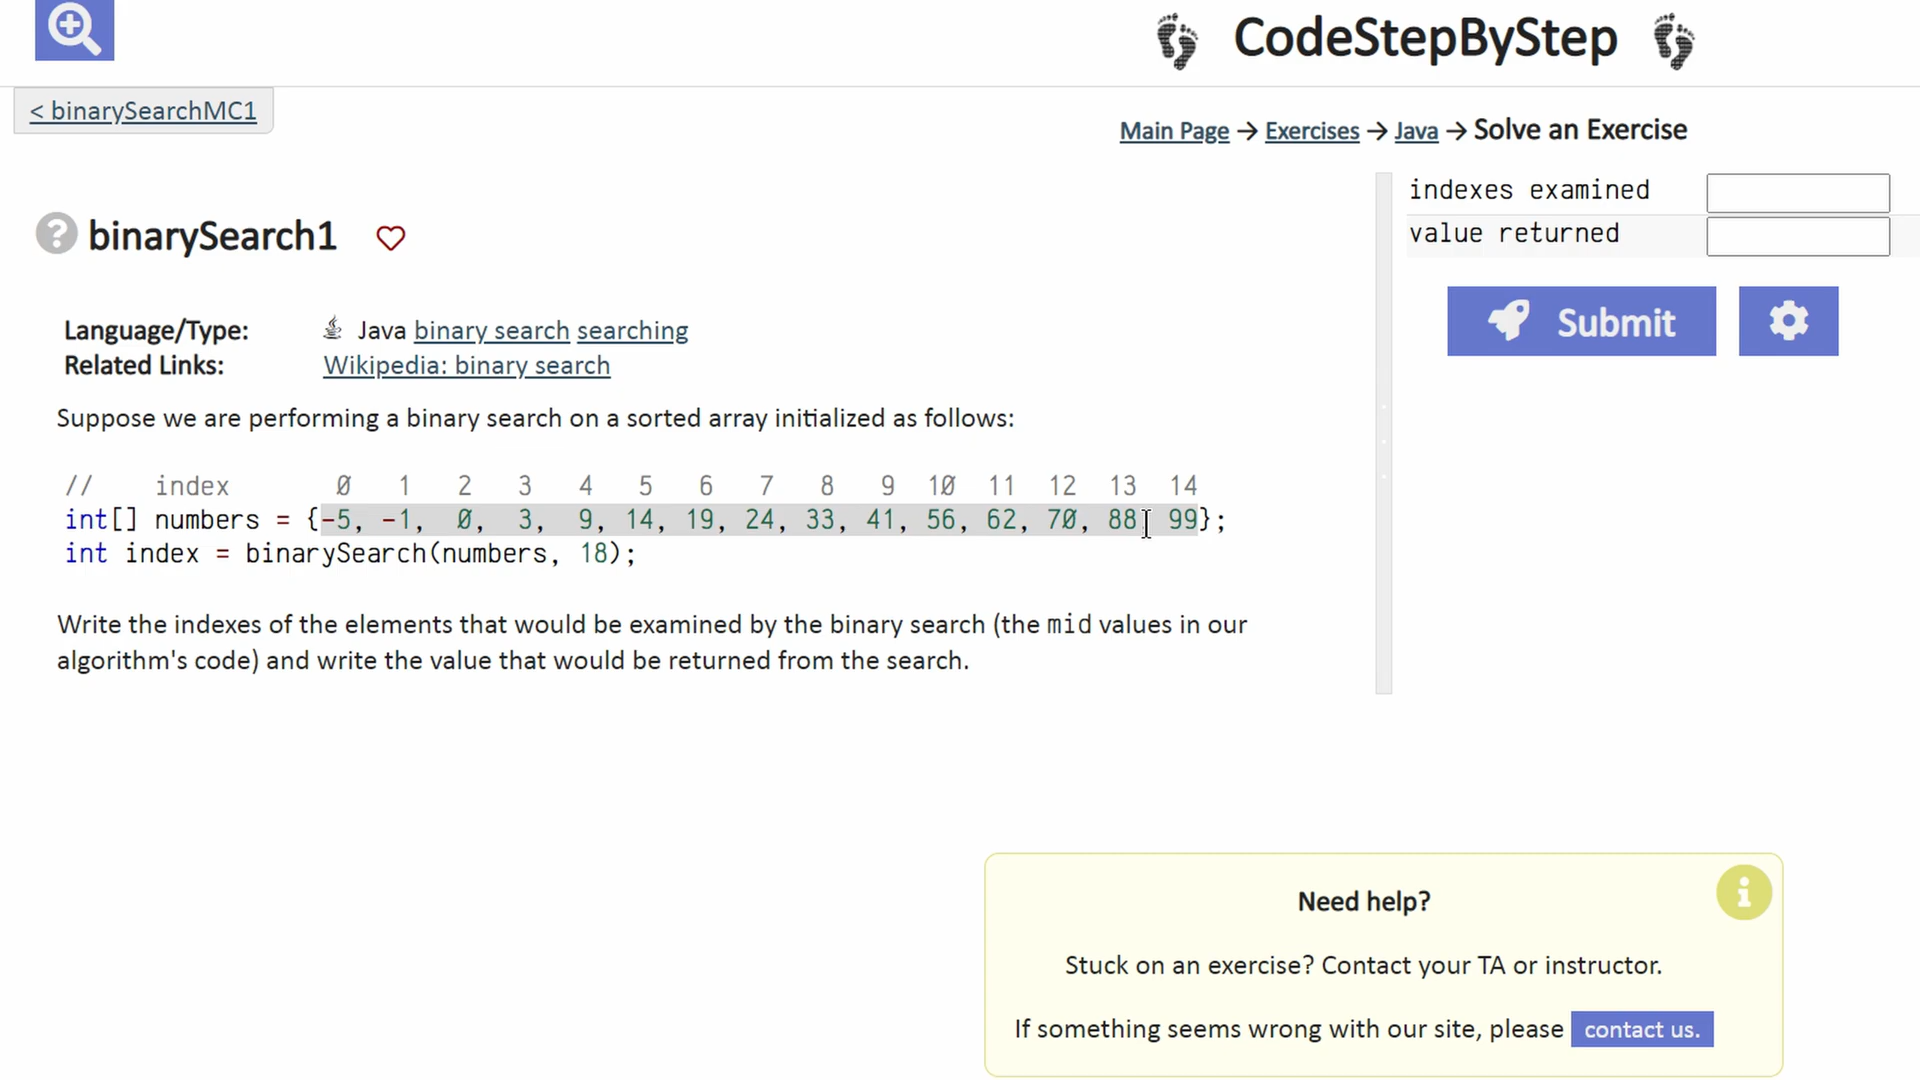 CodeStepByStep
< binarySearchMC1
Main Page → Exercises → Java → Solve an Exercise
indexes examined
value returned
Submit
? binarySearch1
Language/Type: Java binary search searching
Related Links: Wikipedia: binary search
Suppose we are performing a binary search on a sorted array initialized as follows:
// index 0 1 2 3 4 5 6 7 8 9 10 11 12 13 14
int[] numbers = {-5, -1, 0, 3, 9, 14, 19, 24, 33, 41, 56, 62, 70, 88, 99};
int index = binarySearch(numbers, 18);
Write the indexes of the elements that would be examined by the binary search (the mid values in our
algorithm's code) and write the value that would be returned from the search.
Need help?
Stuck on an exercise? Contact your TA or instructor.
If something seems wrong with our site, please contact us.